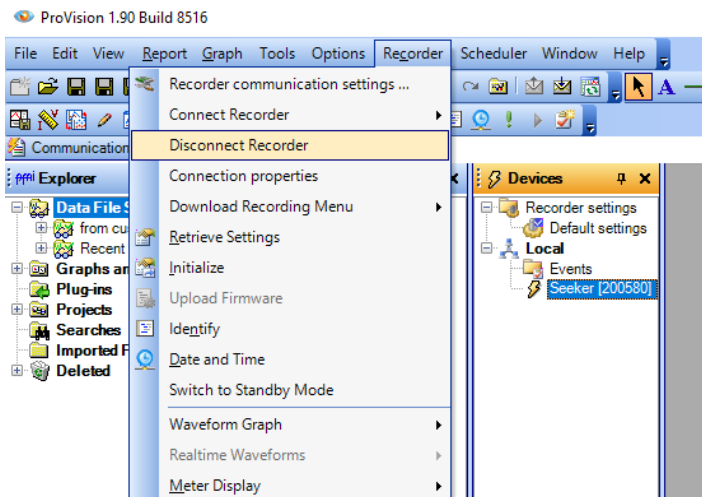 ProVision 1.90 Build 8516
File Edit View Report Graph Tools Options Recorder Scheduler Window Help
A
Communication
Explorer
Data File S
from cu
Recent
Graphs an
Plug-ins
Projects
Searches
Imported F
Deleted
Recorder communication settings ...
Connect Recorder
Disconnect Recorder
Connection properties
Download Recording Menu
Retrieve Settings
Initialize
Upload Firmware
Identify
Date and Time
Switch to Standby Mode
Waveform Graph
Realtime Waveforms
Meter Display
Devices
Recorder settings
Default settings
Local
Events
Seeker [200580]